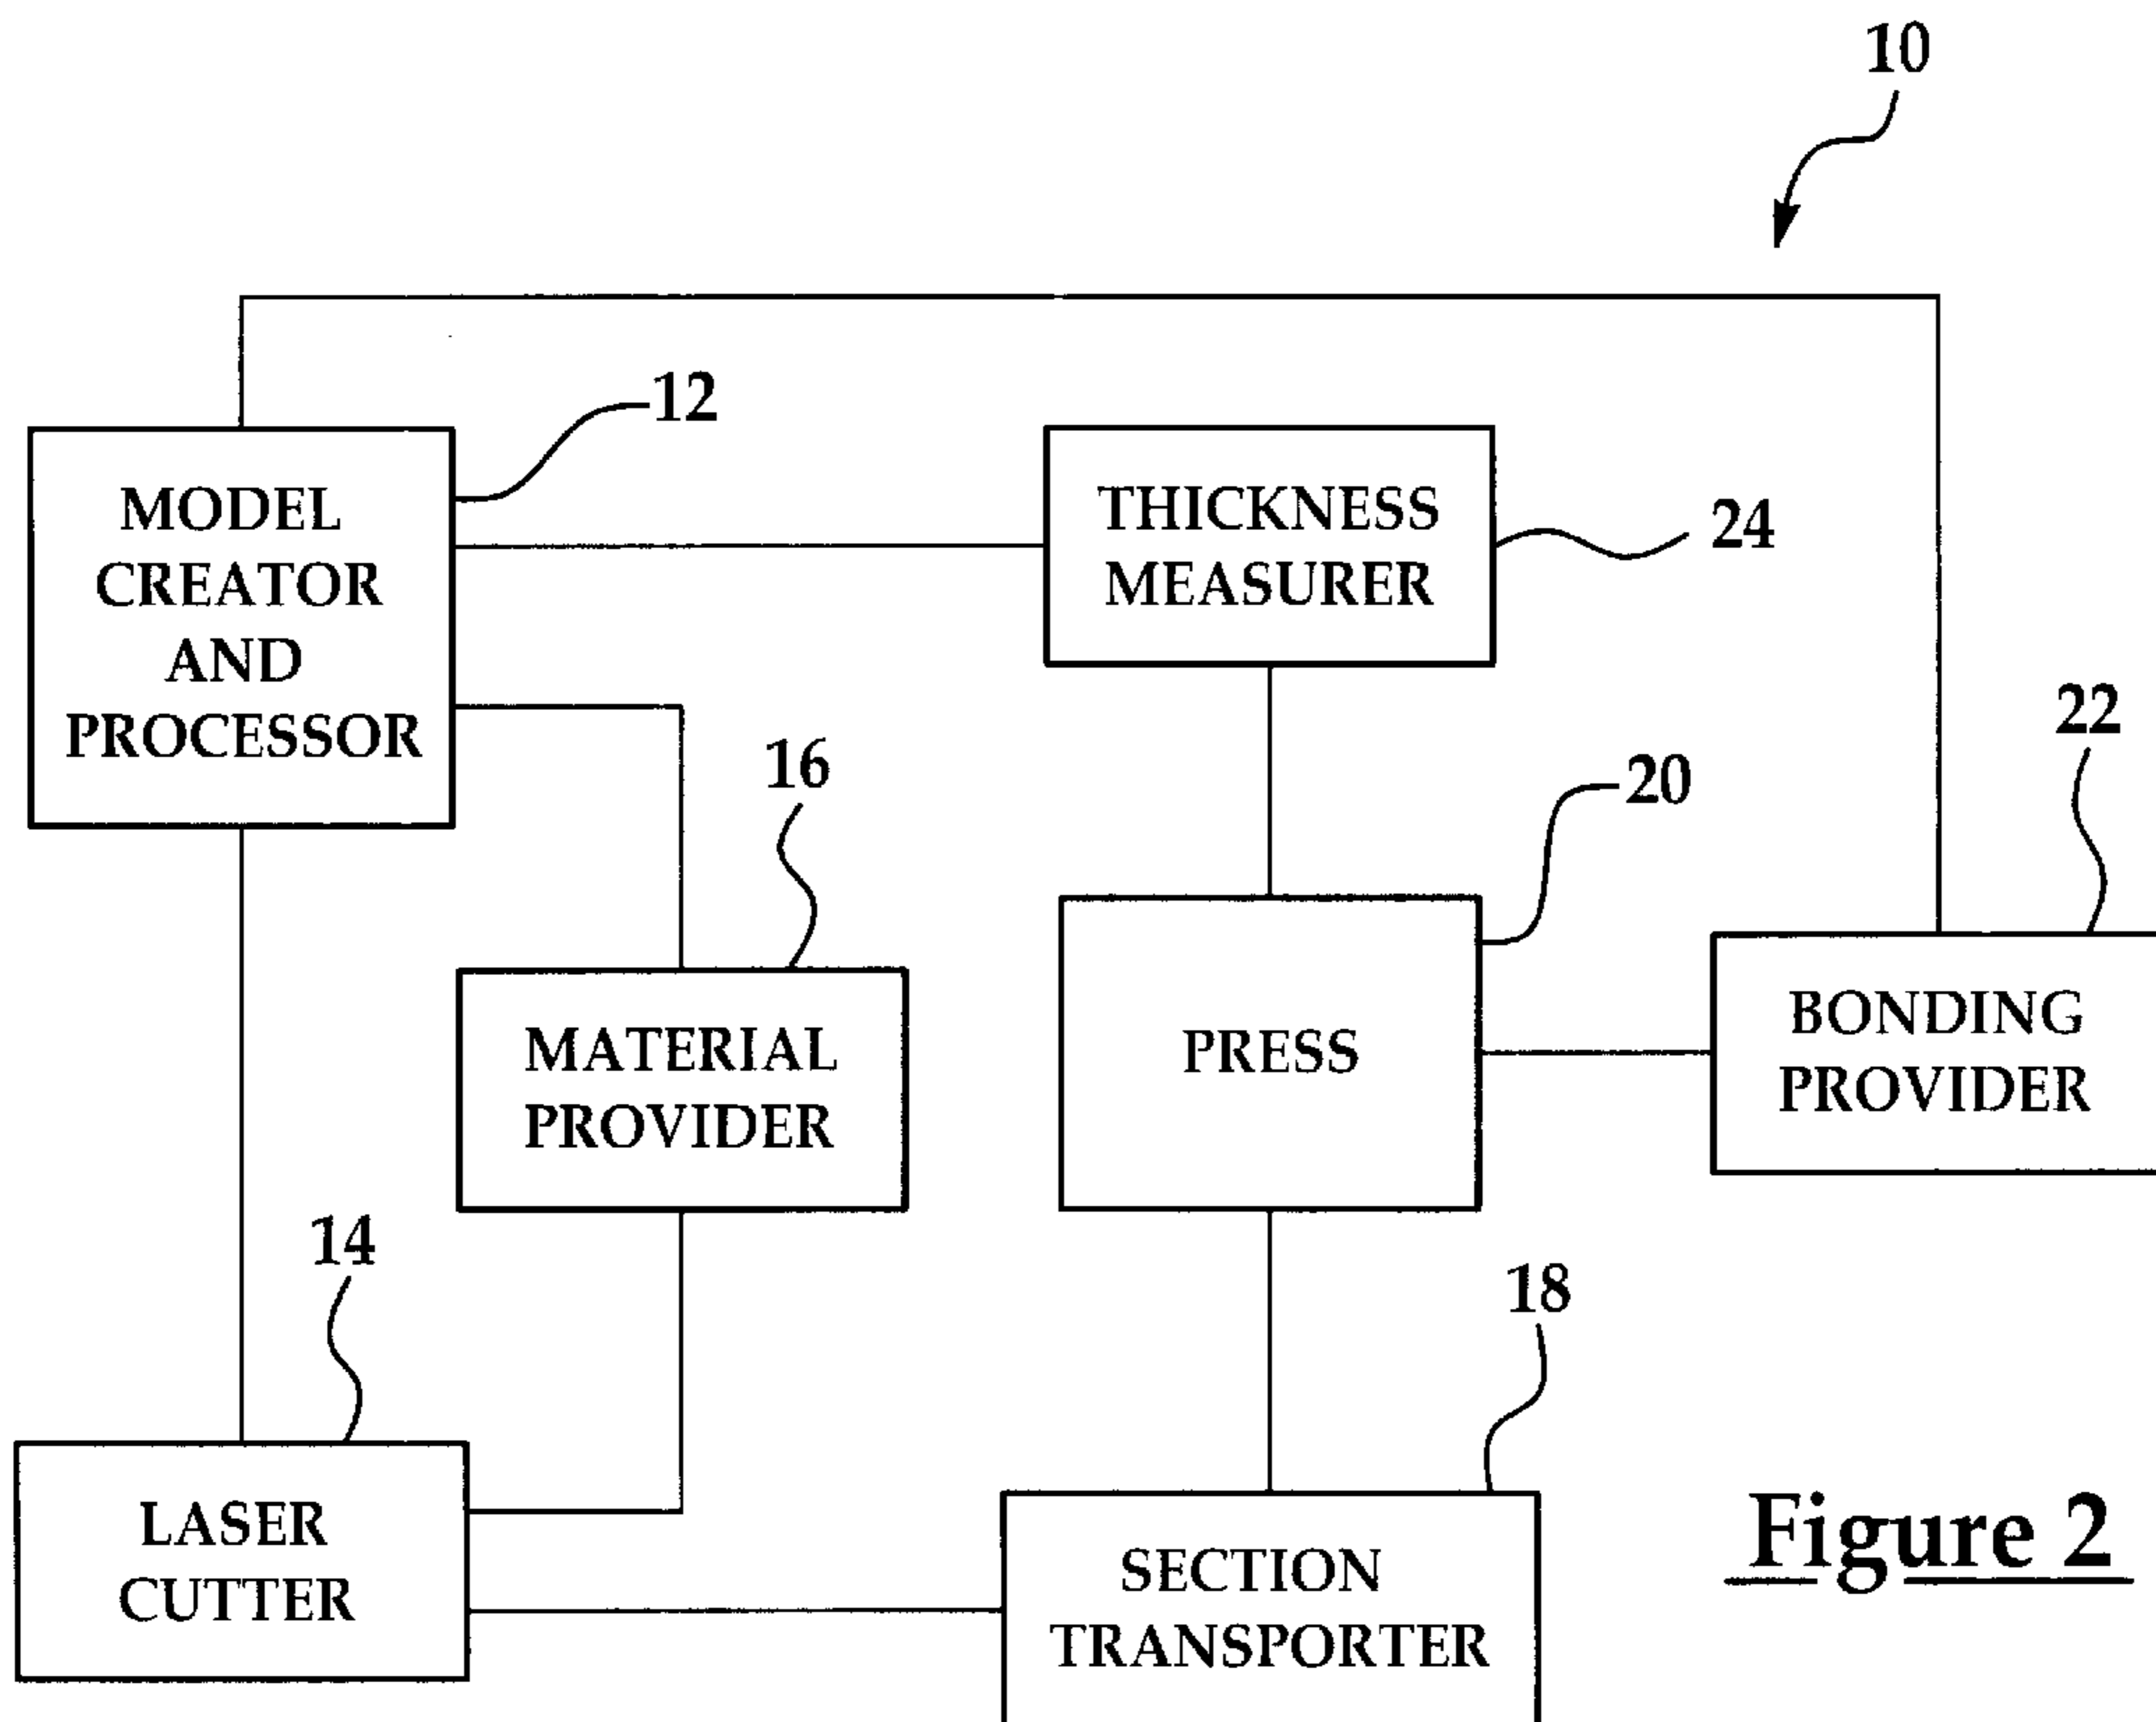 10
12
MODEL
CREATOR
AND
PROCESSOR
THICKNESS
MEASURER
24
22
16
20
MATERIAL
PROVIDER
PRESS
BONDING
PROVIDER
14
18
LASER
CUTTER
SECTION
TRANSPORTER
Figure 2